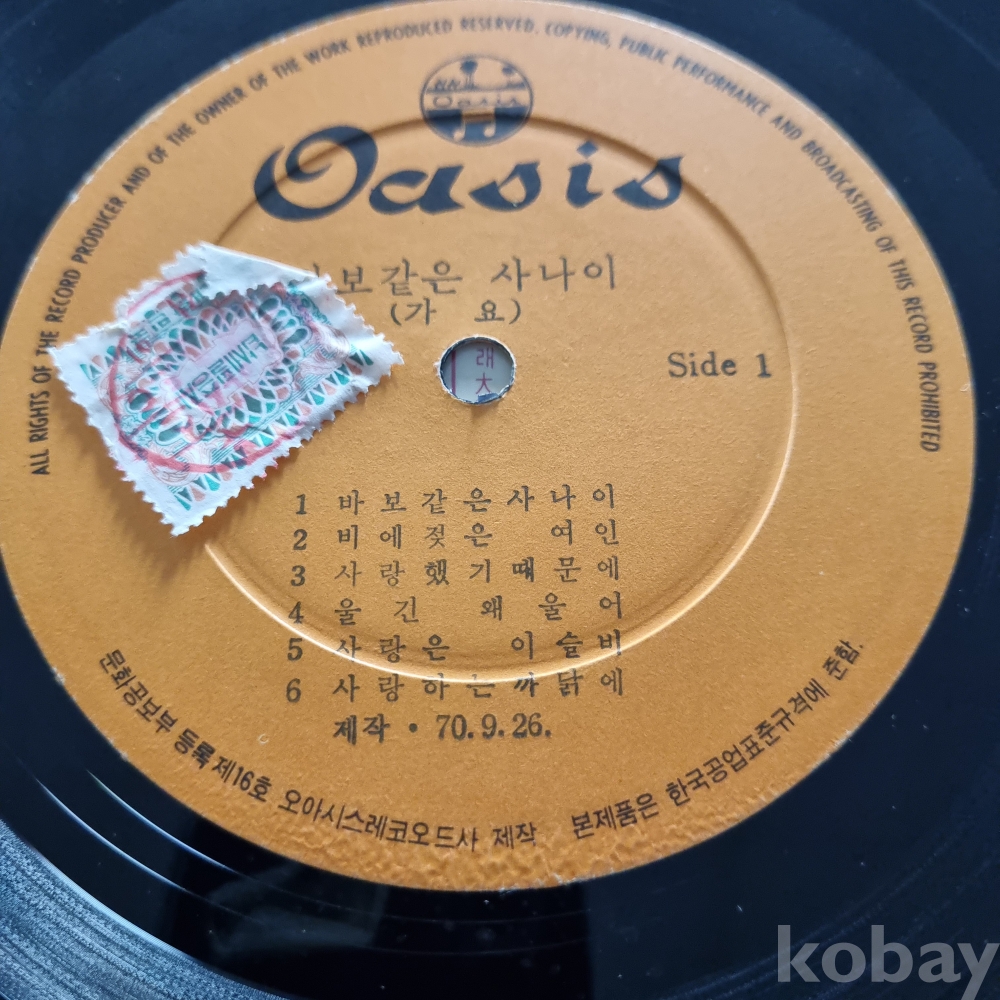 ALL RIGHTS OF THE RECORD PRODUCER AND OF THE OWNER OF THE WORK REPRODUCED RESERVED. COPYING, PUBLIC PERFORMANCE AND BROADCASTING OF THIS RECORD PROHIBITED
Oasis
Oasis
보같은 사나이
(가 요)
Side 1
래
1 바보같은사나이
2 비에젖은 여인
3 사랑했기때문에
4 울긴 왜 울어
5 사랑은 이슬비
6 사랑하는까닭에
제작 · 70.9.26.
문화공보부 등록제16호 오아시스레코오드사 제작 본제품은 한국공업표준규격에 준함.
kobay